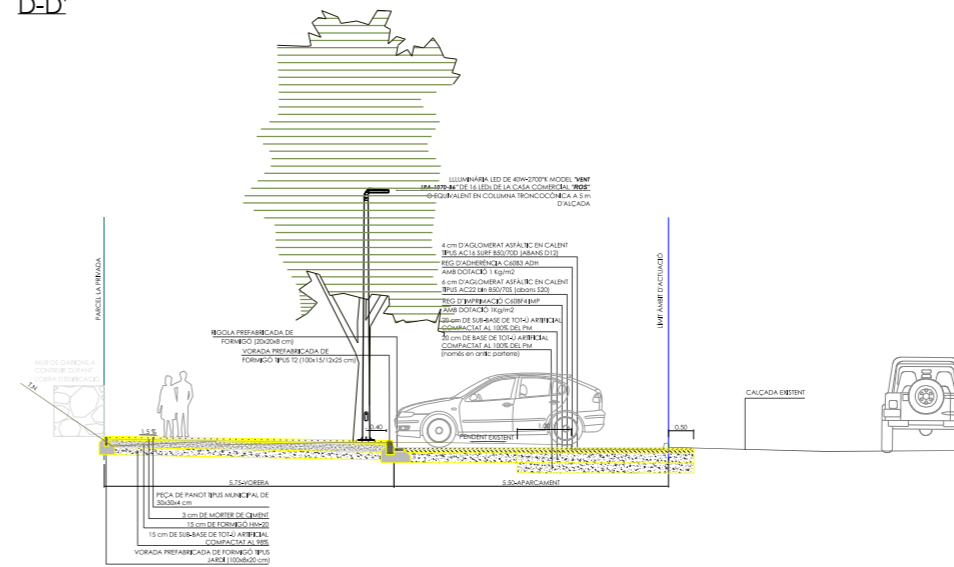 D-D'
LLUMINÀRIA LED DE 40W-2700ºK MODEL "VENT
DE 16 LEDs DE LA CASA COMERCIAL "ROS"
O EQUIVALENT EN COLUMNA TRONCOCÒNICA A 5 m
D'ALÇADA
4 cm D'AGLOMERAT ASFÀLTIC EN CALENT
TIPUS AC16 SURF B50/70D (ABANS D12)
REG D'ADHERÈNCIA C60B3 ADH
AMB DOTACIÓ 1 Kg/m2
6 cm D'AGLOMERAT ASFÀLTIC EN CALENT
TIPUS AC22 bin B50/70S (abans S20)
REG D'IMPRIMACIÓ C60BF4 IMP
AMB DOTACIÓ 1Kg/m2
20 cm DE SUB-BASE DE TOT-U ARTIFICIAL
COMPACTAT AL 100% DEL PM
20 cm DE BASE DE TOT-U ARTIFICIAL
COMPACTAT AL 100% DEL PM
(només en antic parterre)
PARCEL·LA PRIVADA
LÍMIT ÀMBIT D'ACTUACIÓ
RIGOLA PREFABRICADA DE
FORMIGÓ (20x20x8 cm)
VORADA PREFABRICADA DE
FORMIGÓ TIPUS T2 (100x15/12x25 cm)
MUR DE GABIONS A
CONTRUIR DURANT
L'OBRA D'EDIFICACIÓ
T.N
CALÇADA EXISTENT
1.5 %
0.40
1.00
0.50
PENDENT EXISTENT
5.75-VORERA
5.50-APARCAMENT
PEÇA DE PANOT TIPUS MUNICIPAL DE
30x30x4 cm
3 cm DE MORTER DE CIMENT
15 cm DE FORMIGÓ HM-20
15 cm DE SUB-BASE DE TOT-U ARTIFICIAL
COMPACTAT AL 98%
VORADA PREFABRICADA DE FORMIGÓ TIPUS
JARDÍ (100x8x20 cm)